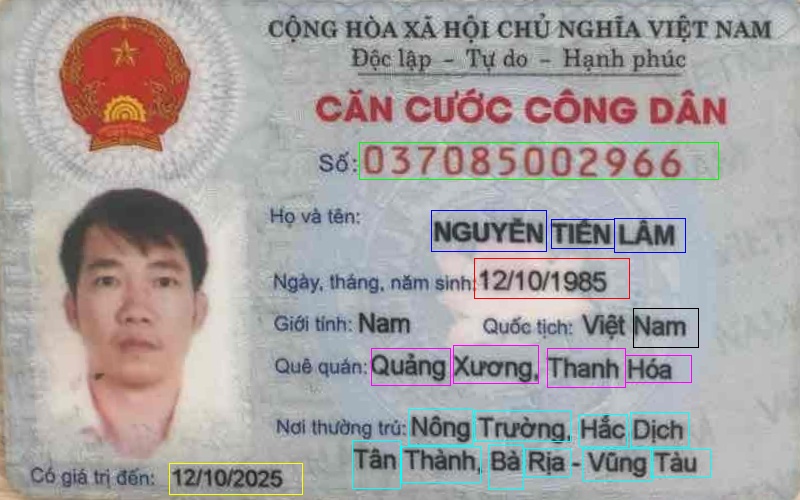 CỘNG HÒA XÃ HỘI CHỦ NGHĨA VIỆT NAM
Độc lập - Tự do - Hạnh phúc
CĂN CƯỚC CÔNG DÂN
Số: 037085002966
Họ và tên: NGUYỄN TIẾN LÂM
Ngày, tháng, năm sinh: 12/10/1985
Giới tính: Nam Quốc tịch: Việt Nam
Quê quán: Quảng Xương, Thanh Hóa
Nơi thường trú: Nông Trường, Hắc Dịch
Tân Thành, Bà Rịa - Vũng Tàu
Có giá trị đến: 12/10/2025